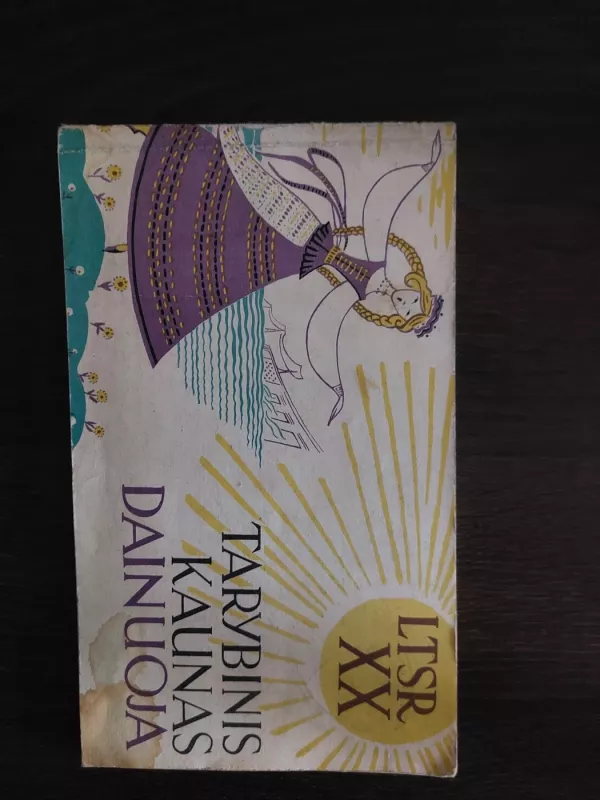 LTSR
XX
TARYBINIS
KAUNAS
DAINUOJA